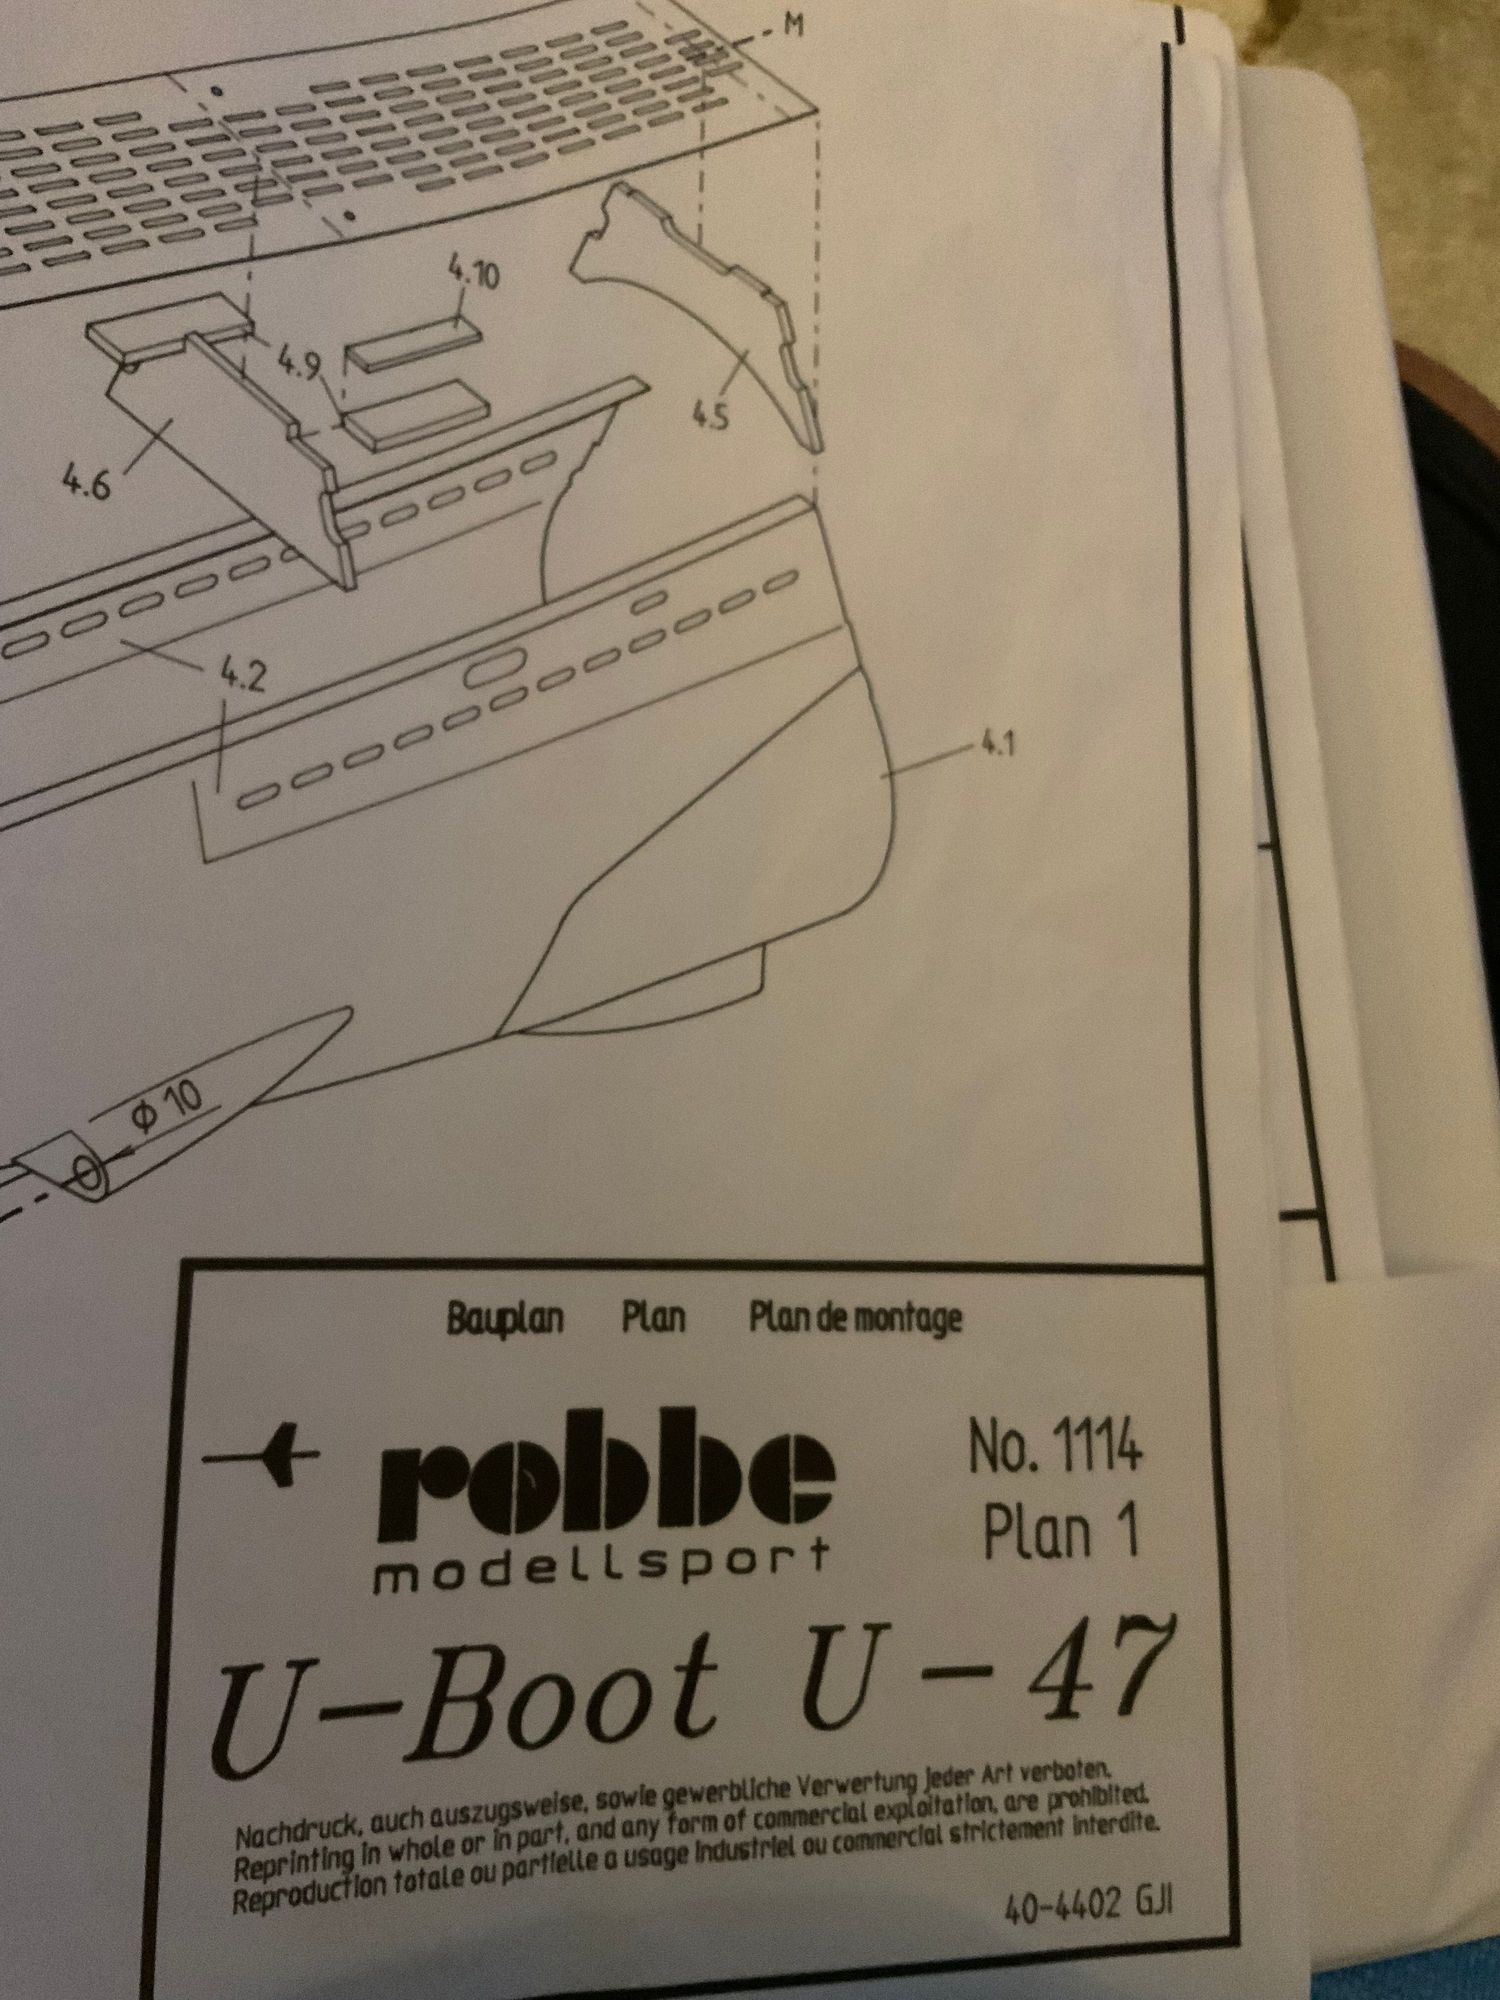 M
4.10
4.9
4.5
4.6
4.2
4.1
Ø 10
Bauplan Plan Plan de montage
robbe
modellsport
No. 1114
Plan 1
U-Boot U-47
Nachdruck, auch auszugsweise, sowie gewerbliche Verwertung jeder Art verboten.
Reprinting in whole or in part, and any form of commercial exploitation, are prohibited.
Reproduction totale ou partielle a usage industriel ou commercial strictement interdite.
40-4402 GJI